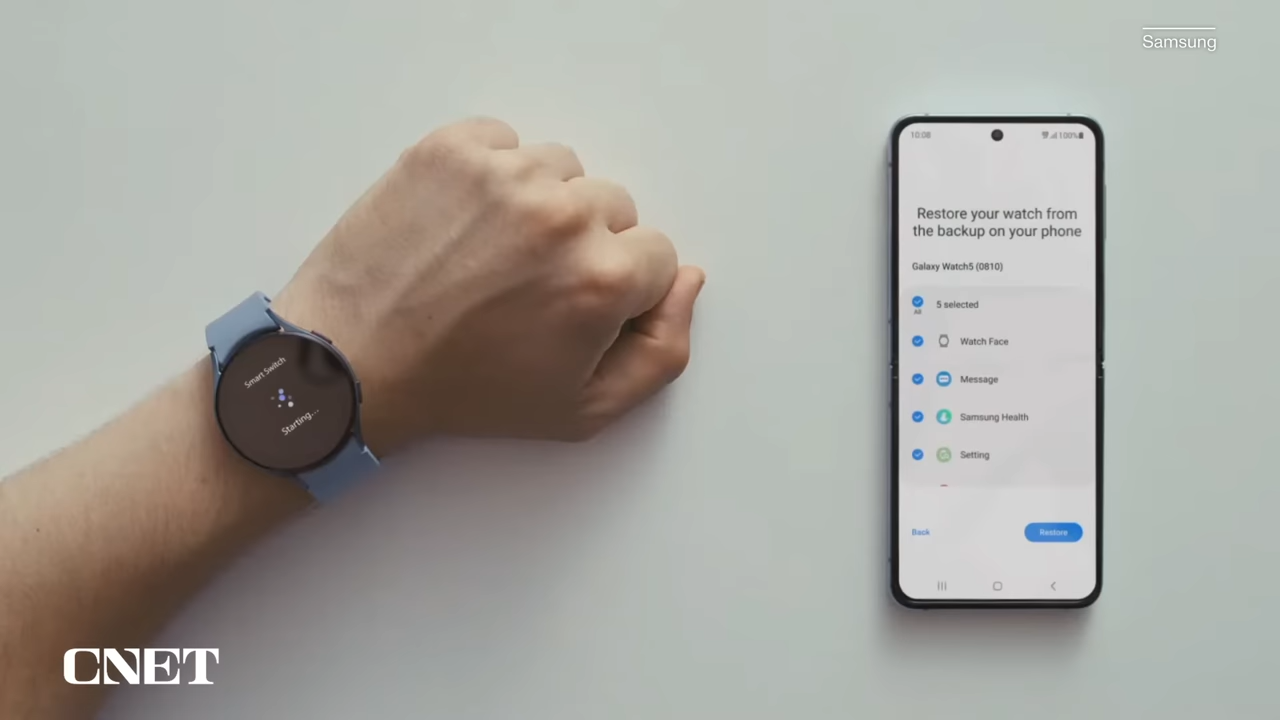 Samsung
10:08
100%
Restore your watch from
the backup on your phone
Galaxy Watch5 (0810)
All
5 selected
Watch Face
Message
Samsung Health
Setting
Back
Restore
Smart Switch
Starting...
CNET